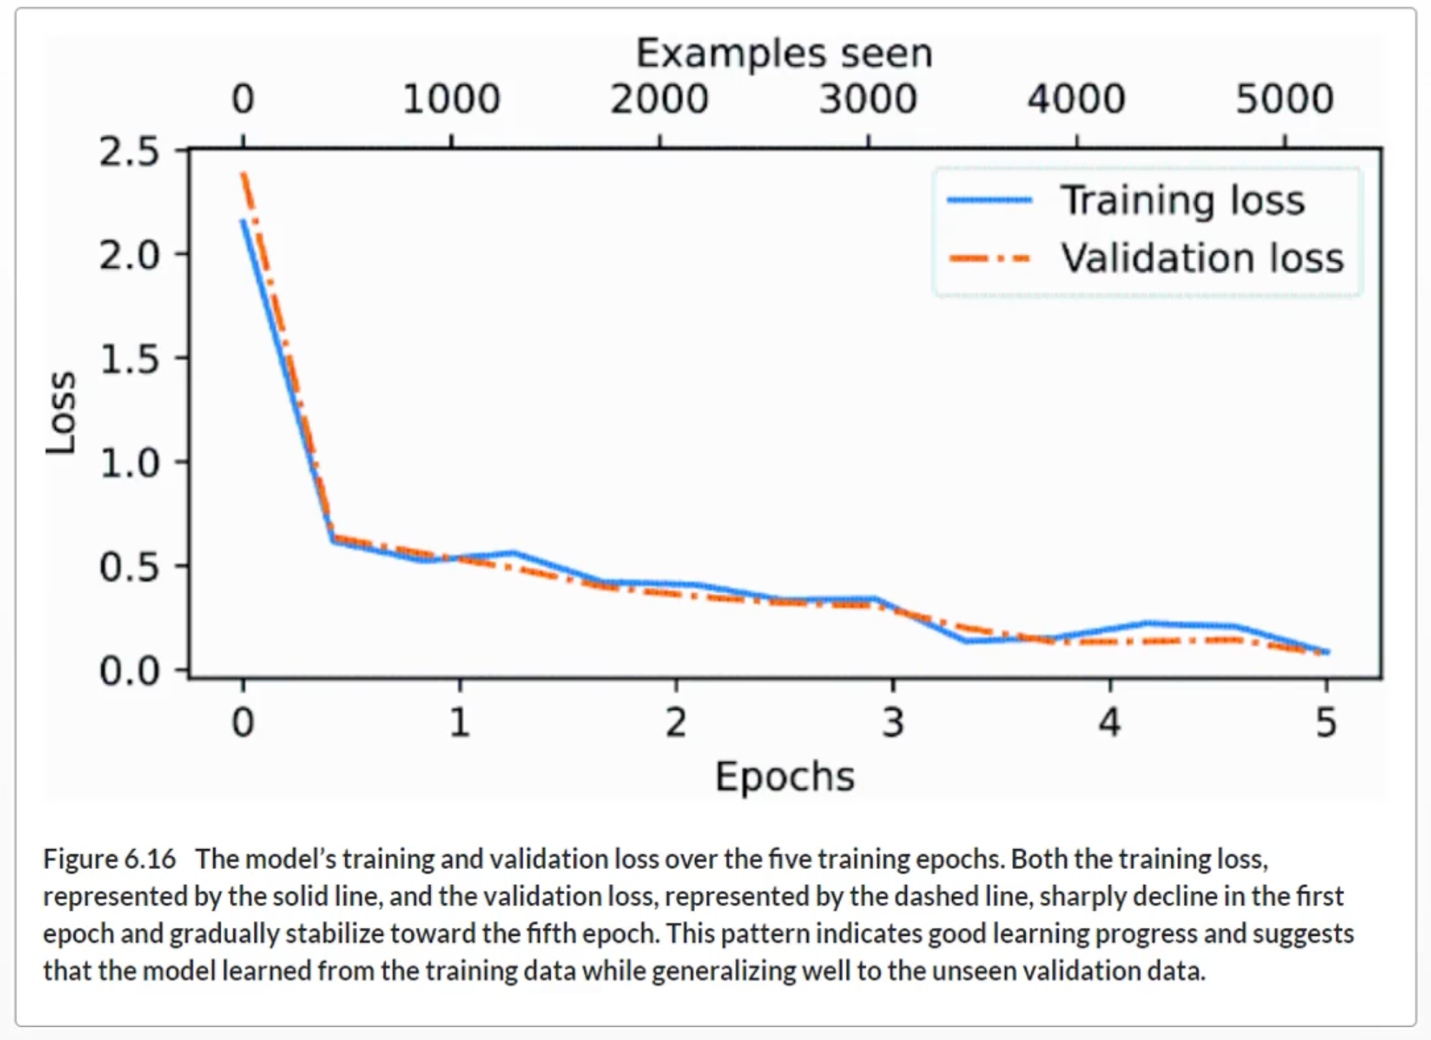 Examples seen
0 1000 2000 3000 4000 5000
2.5
2.0
1.5
1.0
0.5
0.0
Loss
Training loss
Validation loss
0 1 2 3 4 5
Epochs
Figure 6.16 The model’s training and validation loss over the five training epochs. Both the training loss,
represented by the solid line, and the validation loss, represented by the dashed line, sharply decline in the first
epoch and gradually stabilize toward the fifth epoch. This pattern indicates good learning progress and suggests
that the model learned from the training data while generalizing well to the unseen validation data.